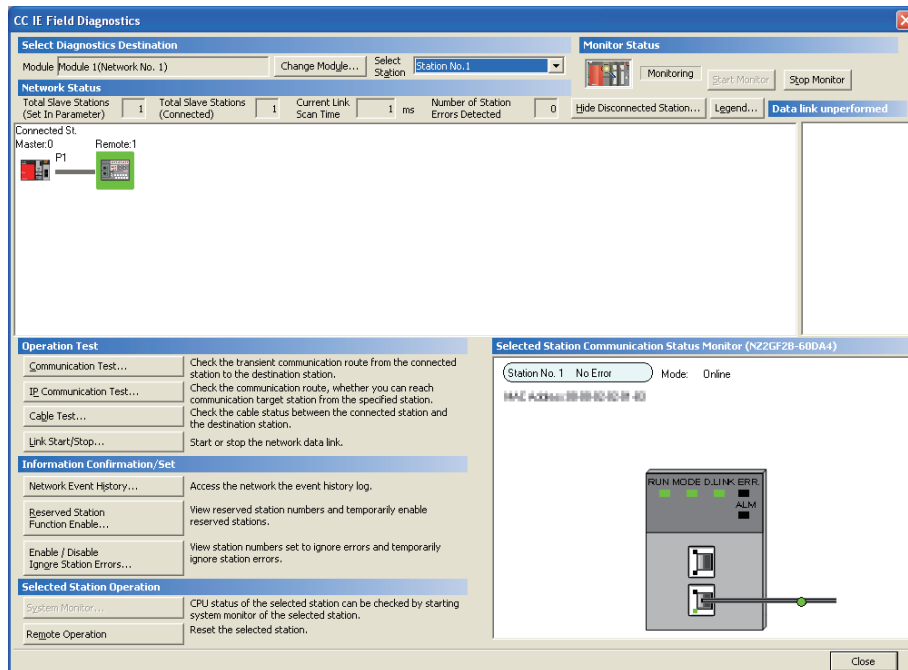 CC IE Field Diagnostics
Select Diagnostics Destination
Monitor Status
Module Module 1(Network No. 1)
Change Module...
Select
Station
Station No.1
Monitoring
Start Monitor
Stop Monitor
Network Status
Total Slave Stations
(Set In Parameter)
1
Total Slave Stations
(Connected)
1
Current Link
Scan Time
1 ms
Number of Station
Errors Detected
0
Hide Disconnected Station...
Legend...
Data link unperformed
Connected St.
Master:0
Remote:1
P1
Operation Test
Communication Test...
Check the transient communication route from the connected
station to the destination station.
IP Communication Test...
Check the communication route, whether you can reach
communication target station from the specified station.
Cable Test...
Check the cable status between the connected station and
the destination station.
Link Start/Stop...
Start or stop the network data link.
Information Confirmation/Set
Network Event History...
Access the network the event history log.
Reserved Station
Function Enable...
View reserved station numbers and temporarily enable
reserved stations.
Enable / Disable
Ignore Station Errors...
View station numbers set to ignore errors and temporarily
ignore station errors.
Selected Station Operation
System Monitor...
CPU status of the selected station can be checked by starting
system monitor of the selected station.
Remote Operation
Reset the selected station.
Selected Station Communication Status Monitor (NZ2GF2B-60DA4)
Station No. 1 No Error
Mode: Online
RUN MODE D.LINK ERR.
ALM
Close